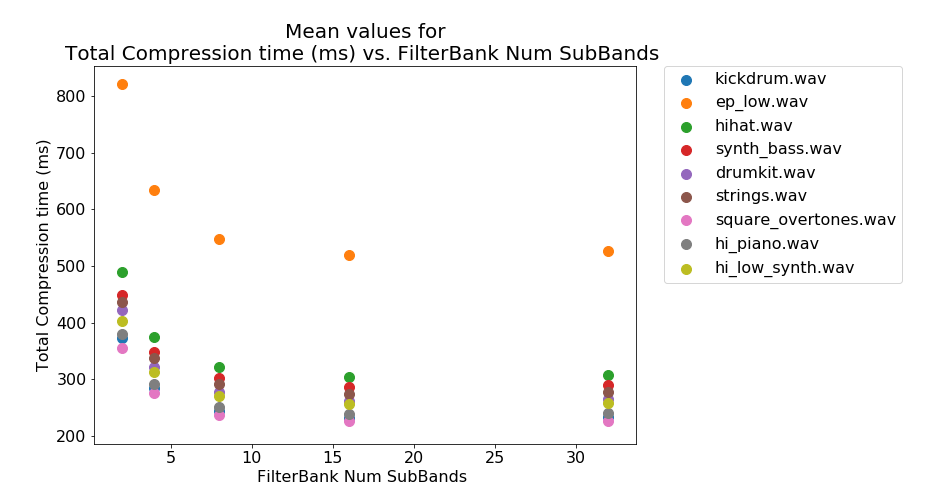 Mean values for
Total Compression time (ms) vs. FilterBank Num SubBands
Total Compression time (ms)
800
700
600
500
400
300
200
5 10 15 20 25 30
FilterBank Num SubBands
kickdrum.wav
ep_low.wav
hihat.wav
synth_bass.wav
drumkit.wav
strings.wav
square_overtones.wav
hi_piano.wav
hi_low_synth.wav